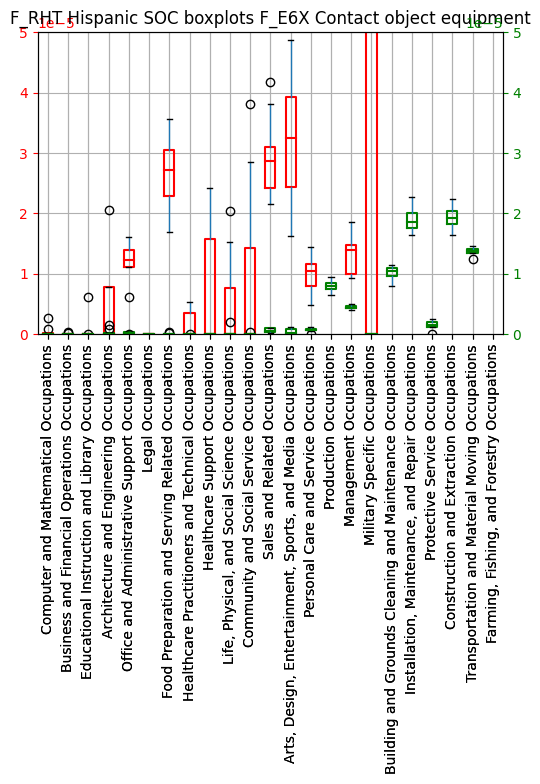 F_RHT Hispanic SOC boxplots F_E6X Contact object equipment
1e−5
1e−5
5
4
3
2
1
0
5
4
3
2
1
0
Computer and Mathematical Occupations
Business and Financial Operations Occupations
Educational Instruction and Library Occupations
Architecture and Engineering Occupations
Office and Administrative Support Occupations
Legal Occupations
Food Preparation and Serving Related Occupations
Healthcare Practitioners and Technical Occupations
Healthcare Support Occupations
Life, Physical, and Social Science Occupations
Community and Social Service Occupations
Sales and Related Occupations
Arts, Design, Entertainment, Sports, and Media Occupations
Personal Care and Service Occupations
Production Occupations
Management Occupations
Military Specific Occupations
Building and Grounds Cleaning and Maintenance Occupations
Installation, Maintenance, and Repair Occupations
Protective Service Occupations
Construction and Extraction Occupations
Transportation and Material Moving Occupations
Farming, Fishing, and Forestry Occupations